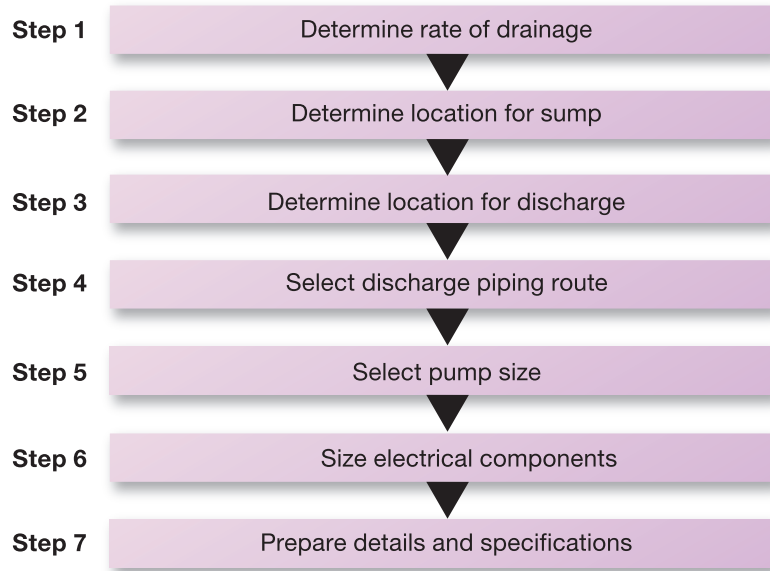 Step 1 Determine rate of drainage
Step 2 Determine location for sump
Step 3 Determine location for discharge
Step 4 Select discharge piping route
Step 5 Select pump size
Step 6 Size electrical components
Step 7 Prepare details and specifications